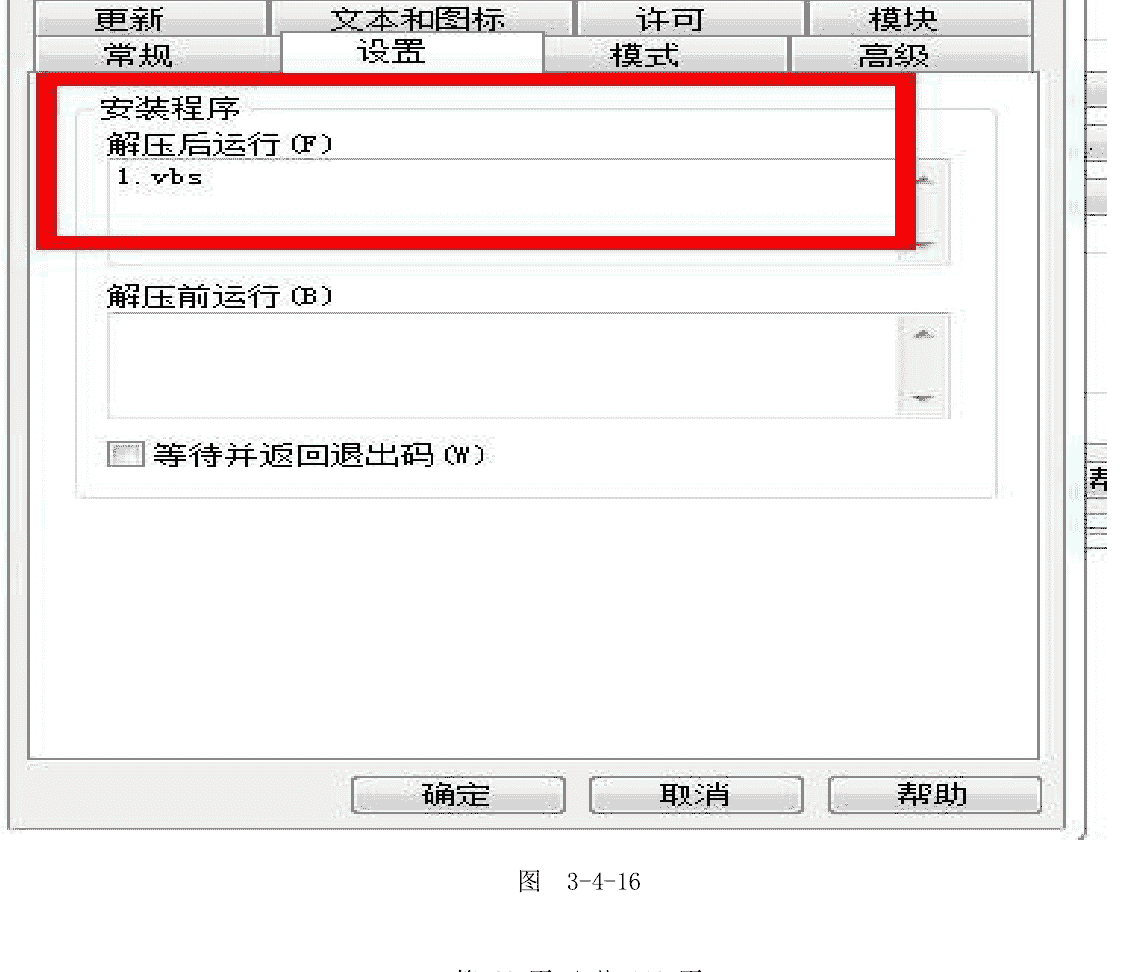 更新 文本和图标 许可 模块
常规 设置 模式 高级
安装程序
解压后运行(F)
1.vbs
解压前运行(B)
等待并返回退出码(W)
确定 取消 帮助
图 3-4-16